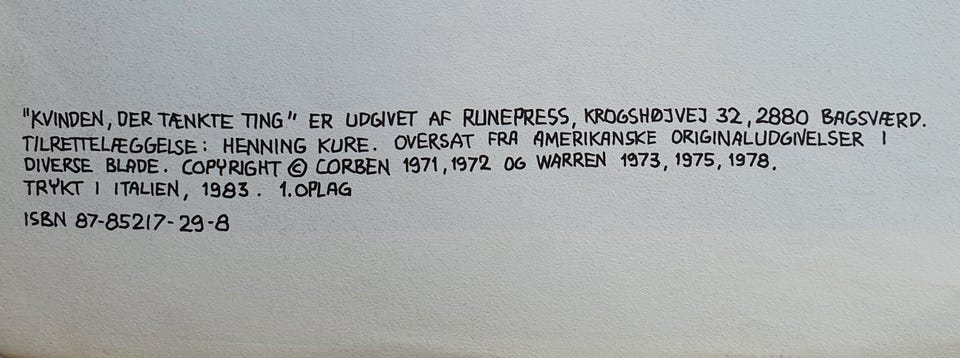 "KVINDEN, DER TÆNKTE TING" ER UDGIVET AF RUNEPRESS, KROGSHØJVEJ 32, 2880 BAGSVÆRD.
TILRETTELÆGGELSE: HENNING KURE. OVERSAT FRA AMERIKANSKE ORIGINALUDGIVELSER I
DIVERSE BLADE. COPYRIGHT © CORBEN 1971, 1972 OG WARREN 1973, 1975, 1978.
TRYKT I ITALIEN, 1983. 1. OPLAG
ISBN 87-85217-29-8